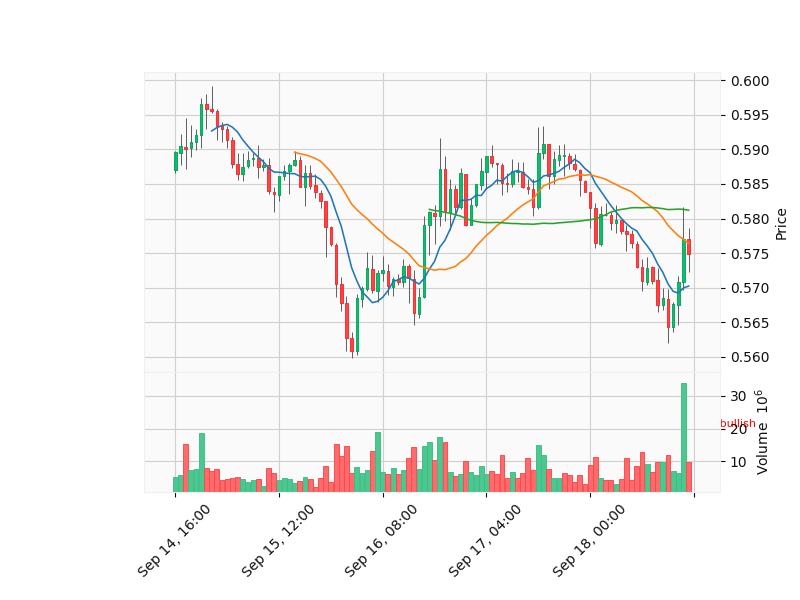 0.600
0.595
0.590
0.585
0.580
0.575
0.570
0.565
0.560
Price
30
20
10
Volume 10⁶
bullish
Sep 14, 16:00
Sep 15, 12:00
Sep 16, 08:00
Sep 17, 04:00
Sep 18, 00:00